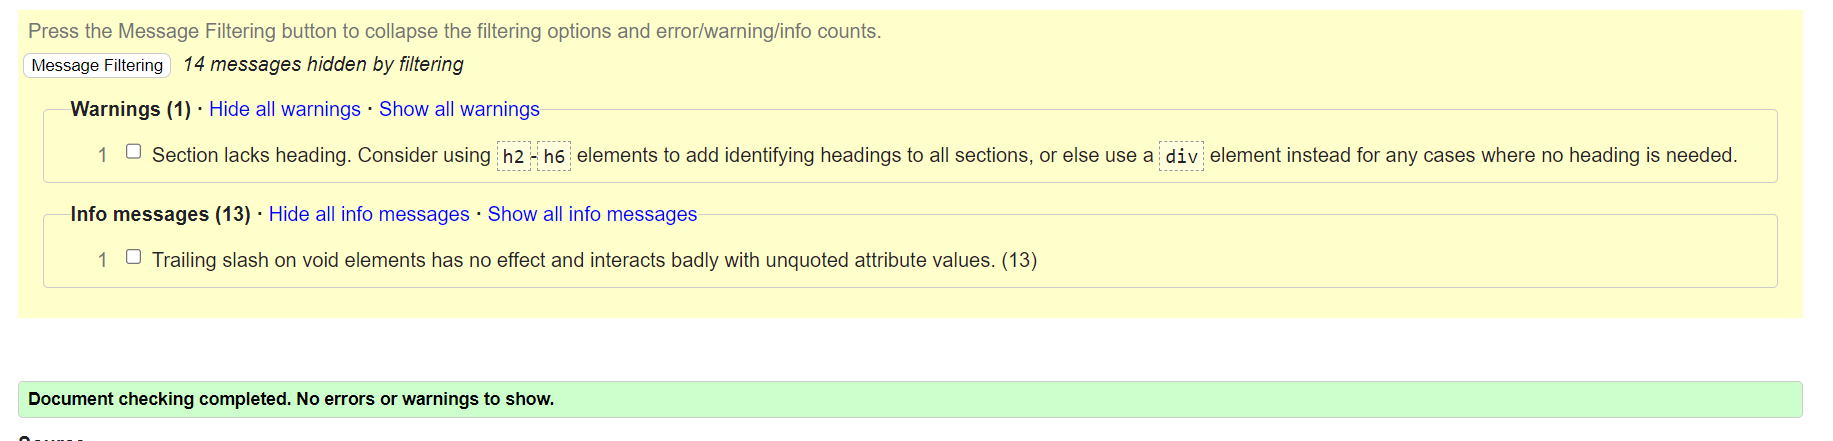 Press the Message Filtering button to collapse the filtering options and error/warning/info counts.
Message Filtering 14 messages hidden by filtering
Warnings (1) · Hide all warnings · Show all warnings
1 Section lacks heading. Consider using h2-h6 elements to add identifying headings to all sections, or else use a div element instead for any cases where no heading is needed.
Info messages (13) · Hide all info messages · Show all info messages
1 Trailing slash on void elements has no effect and interacts badly with unquoted attribute values. (13)
Document checking completed. No errors or warnings to show.